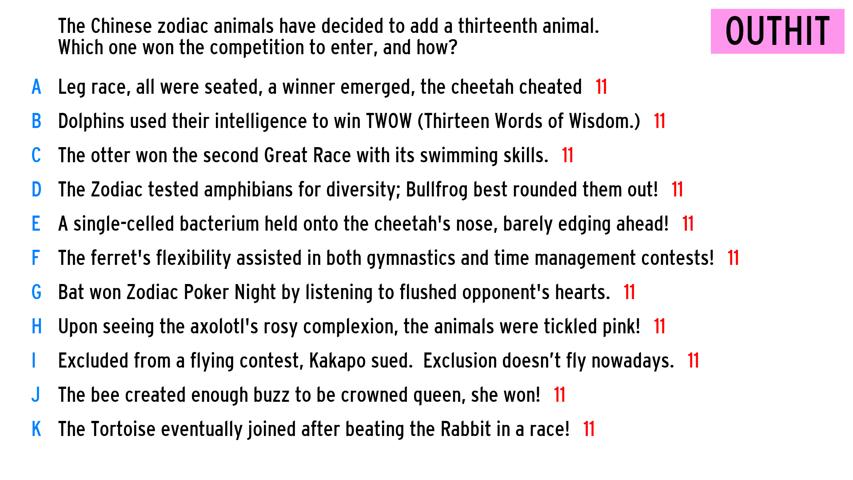 The Chinese zodiac animals have decided to add a thirteenth animal.
Which one won the competition to enter, and how?
OUTHIT
A Leg race, all were seated, a winner emerged, the cheetah cheated 11
B Dolphins used their intelligence to win TWOW (Thirteen Words of Wisdom.) 11
C The otter won the second Great Race with its swimming skills. 11
D The Zodiac tested amphibians for diversity; Bullfrog best rounded them out! 11
E A single-celled bacterium held onto the cheetah's nose, barely edging ahead! 11
F The ferret's flexibility assisted in both gymnastics and time management contests! 11
G Bat won Zodiac Poker Night by listening to flushed opponent's hearts. 11
H Upon seeing the axolotl's rosy complexion, the animals were tickled pink! 11
I Excluded from a flying contest, Kakapo sued.  Exclusion doesn’t fly nowadays. 11
J The bee created enough buzz to be crowned queen, she won! 11
K The Tortoise eventually joined after beating the Rabbit in a race! 11